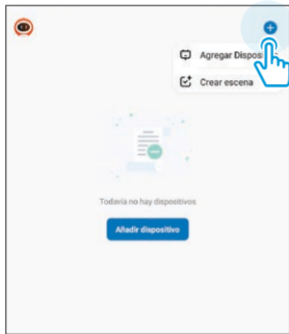 Agregar Dispos
Crear escena
Todavía no hay dispositivos
Añadir dispositivo